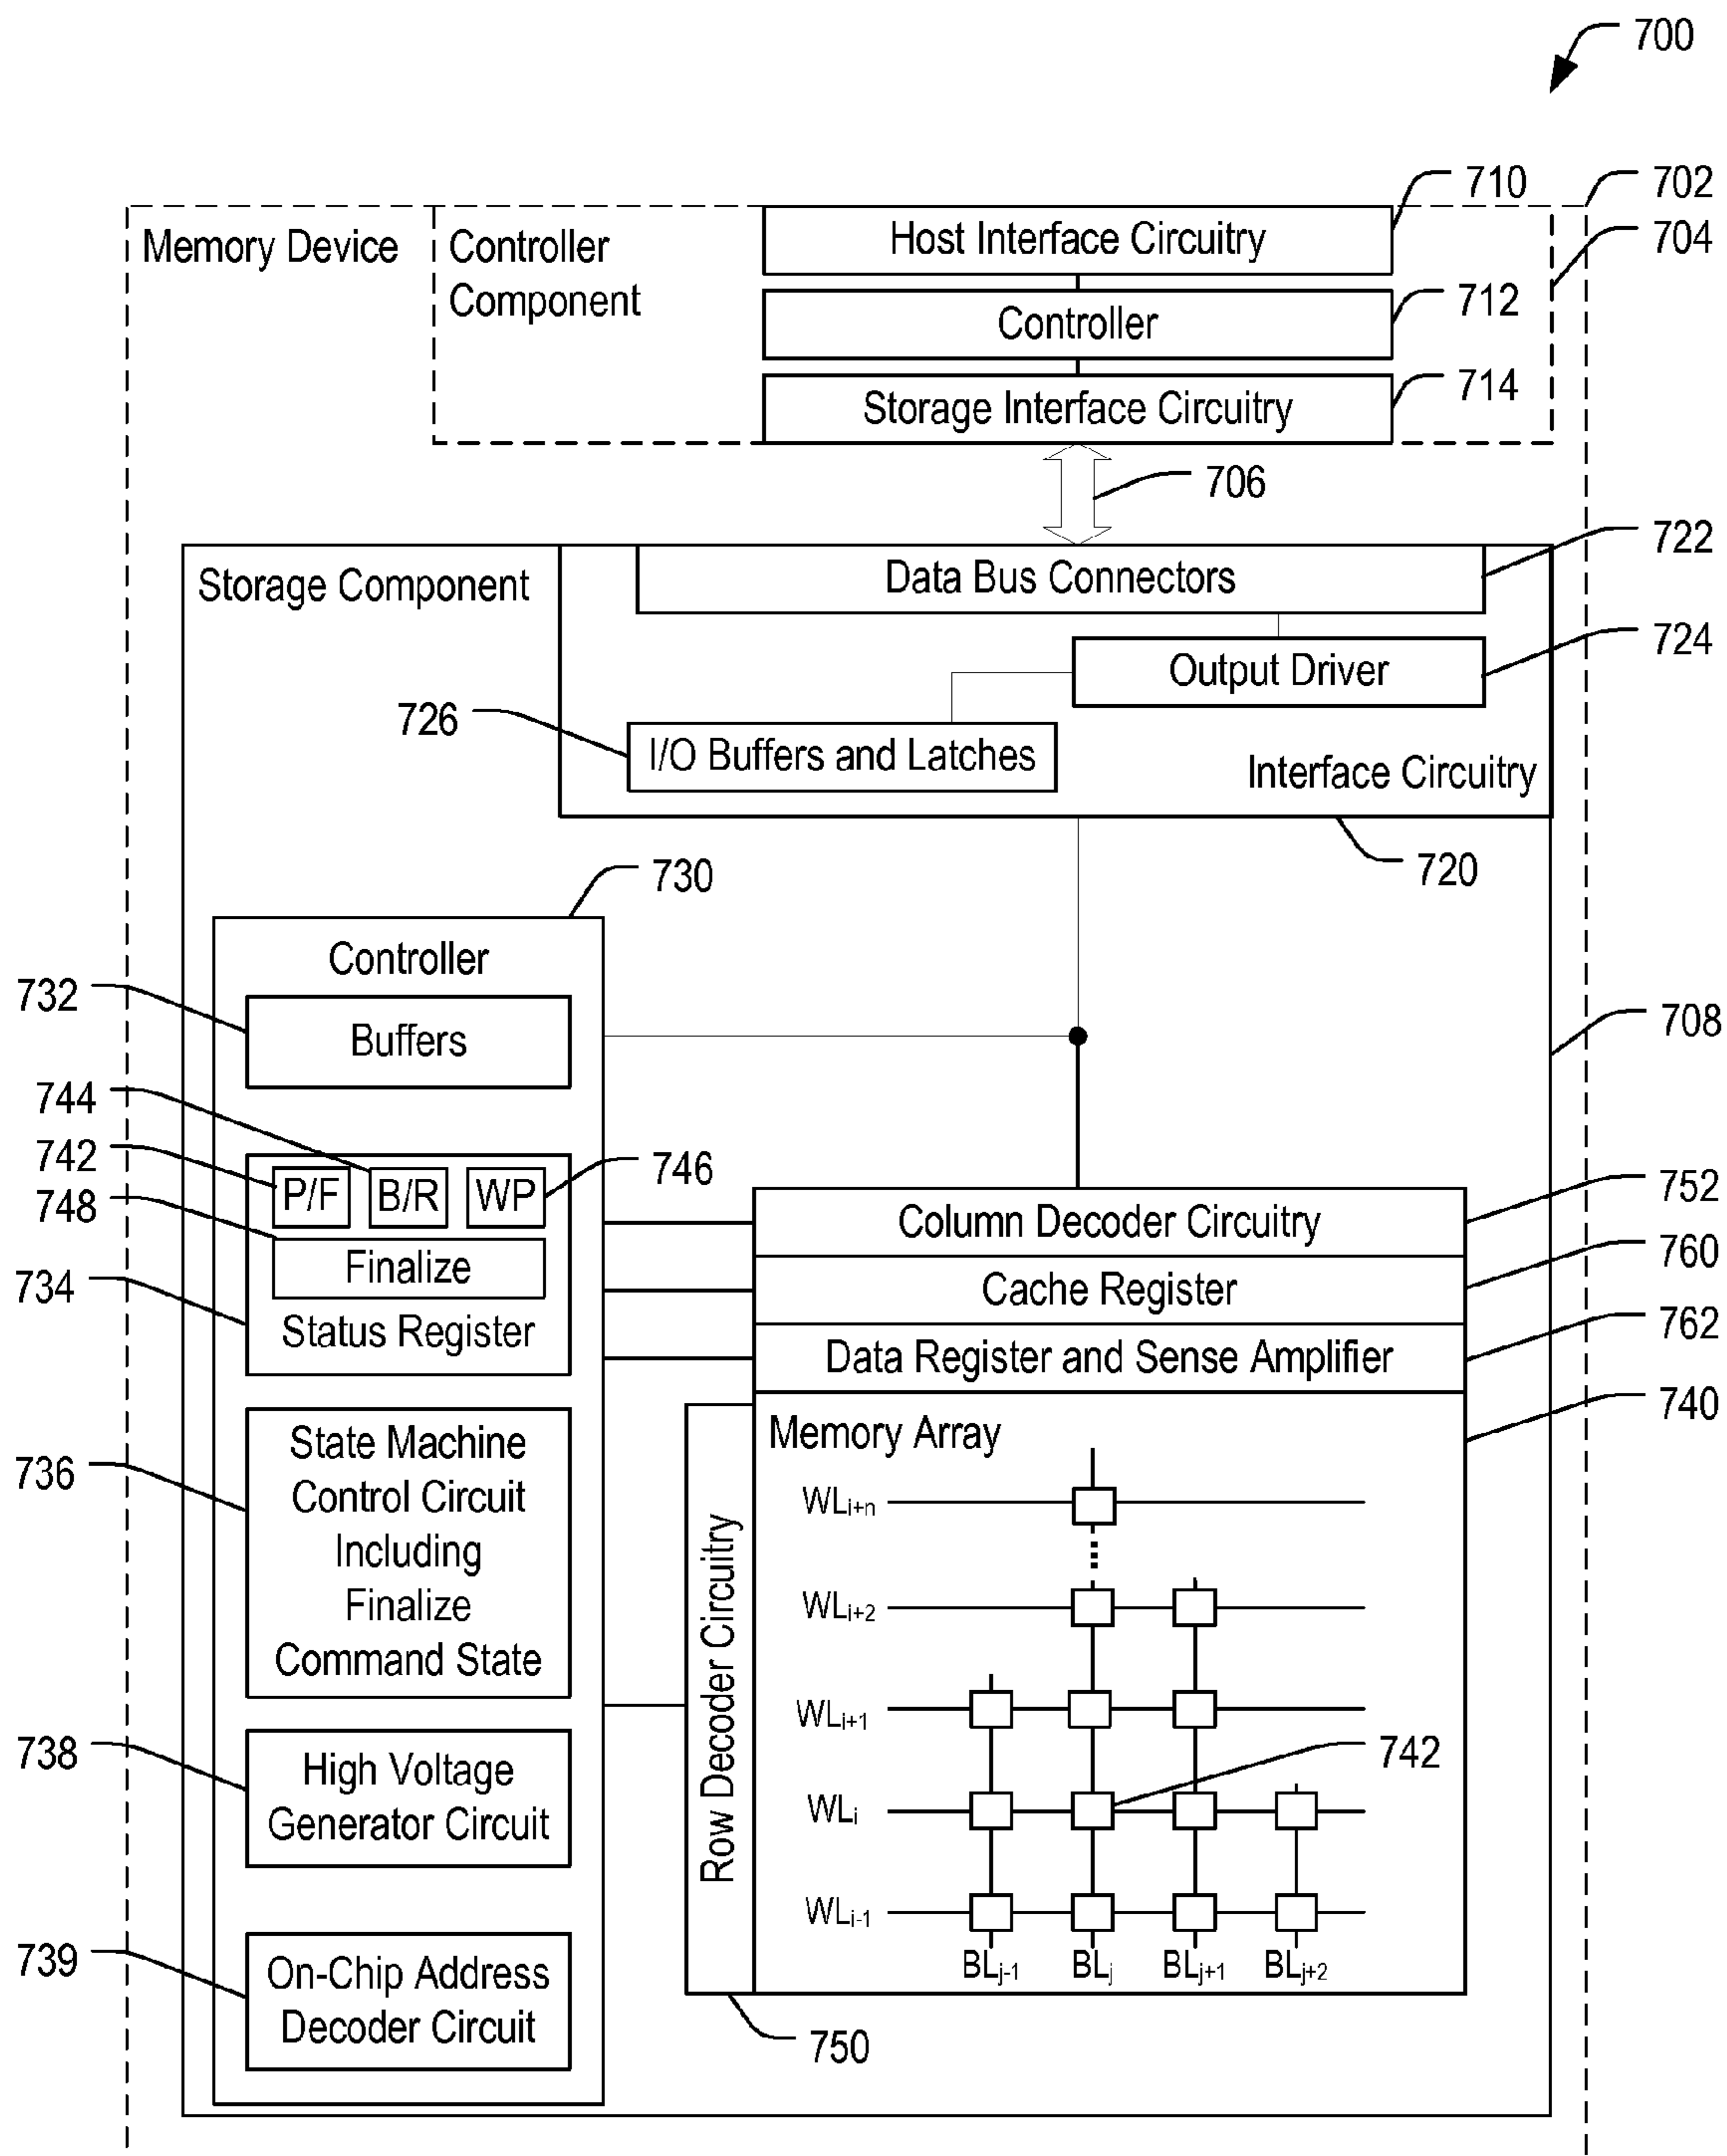 700
702
704
Memory Device
Controller
Component
710
Host Interface Circuitry
712
Controller
714
Storage Interface Circuitry
706
Storage Component
722
Data Bus Connectors
724
Output Driver
726
I/O Buffers and Latches
Interface Circuitry
720
730
Controller
732
Buffers
708
744
742
748
734
P/F
B/R
WP
746
Finalize
Status Register
752
Column Decoder Circuitry
760
Cache Register
762
Data Register and Sense Amplifier
740
736
State Machine
Control Circuit
Including
Finalize
Command State
738
High Voltage
Generator Circuit
739
On-Chip Address
Decoder Circuit
Row Decoder Circuitry
750
Memory Array
WLi+n
WLi+2
WLi+1
742
WLi
WLi-1
BLj-1 BLj BLj+1 BLj+2